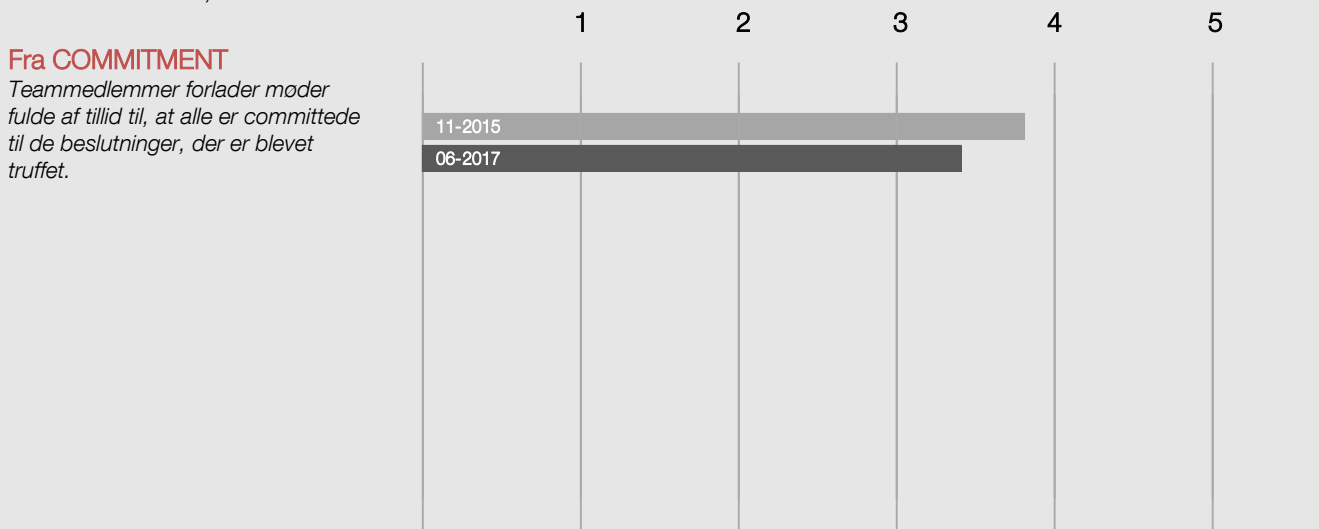 1 2 3 4 5
Fra COMMITMENT
Teammedlemmer forlader møder
fulde af tillid til, at alle er committede
til de beslutninger, der er blevet
truffet.
11-2015
06-2017